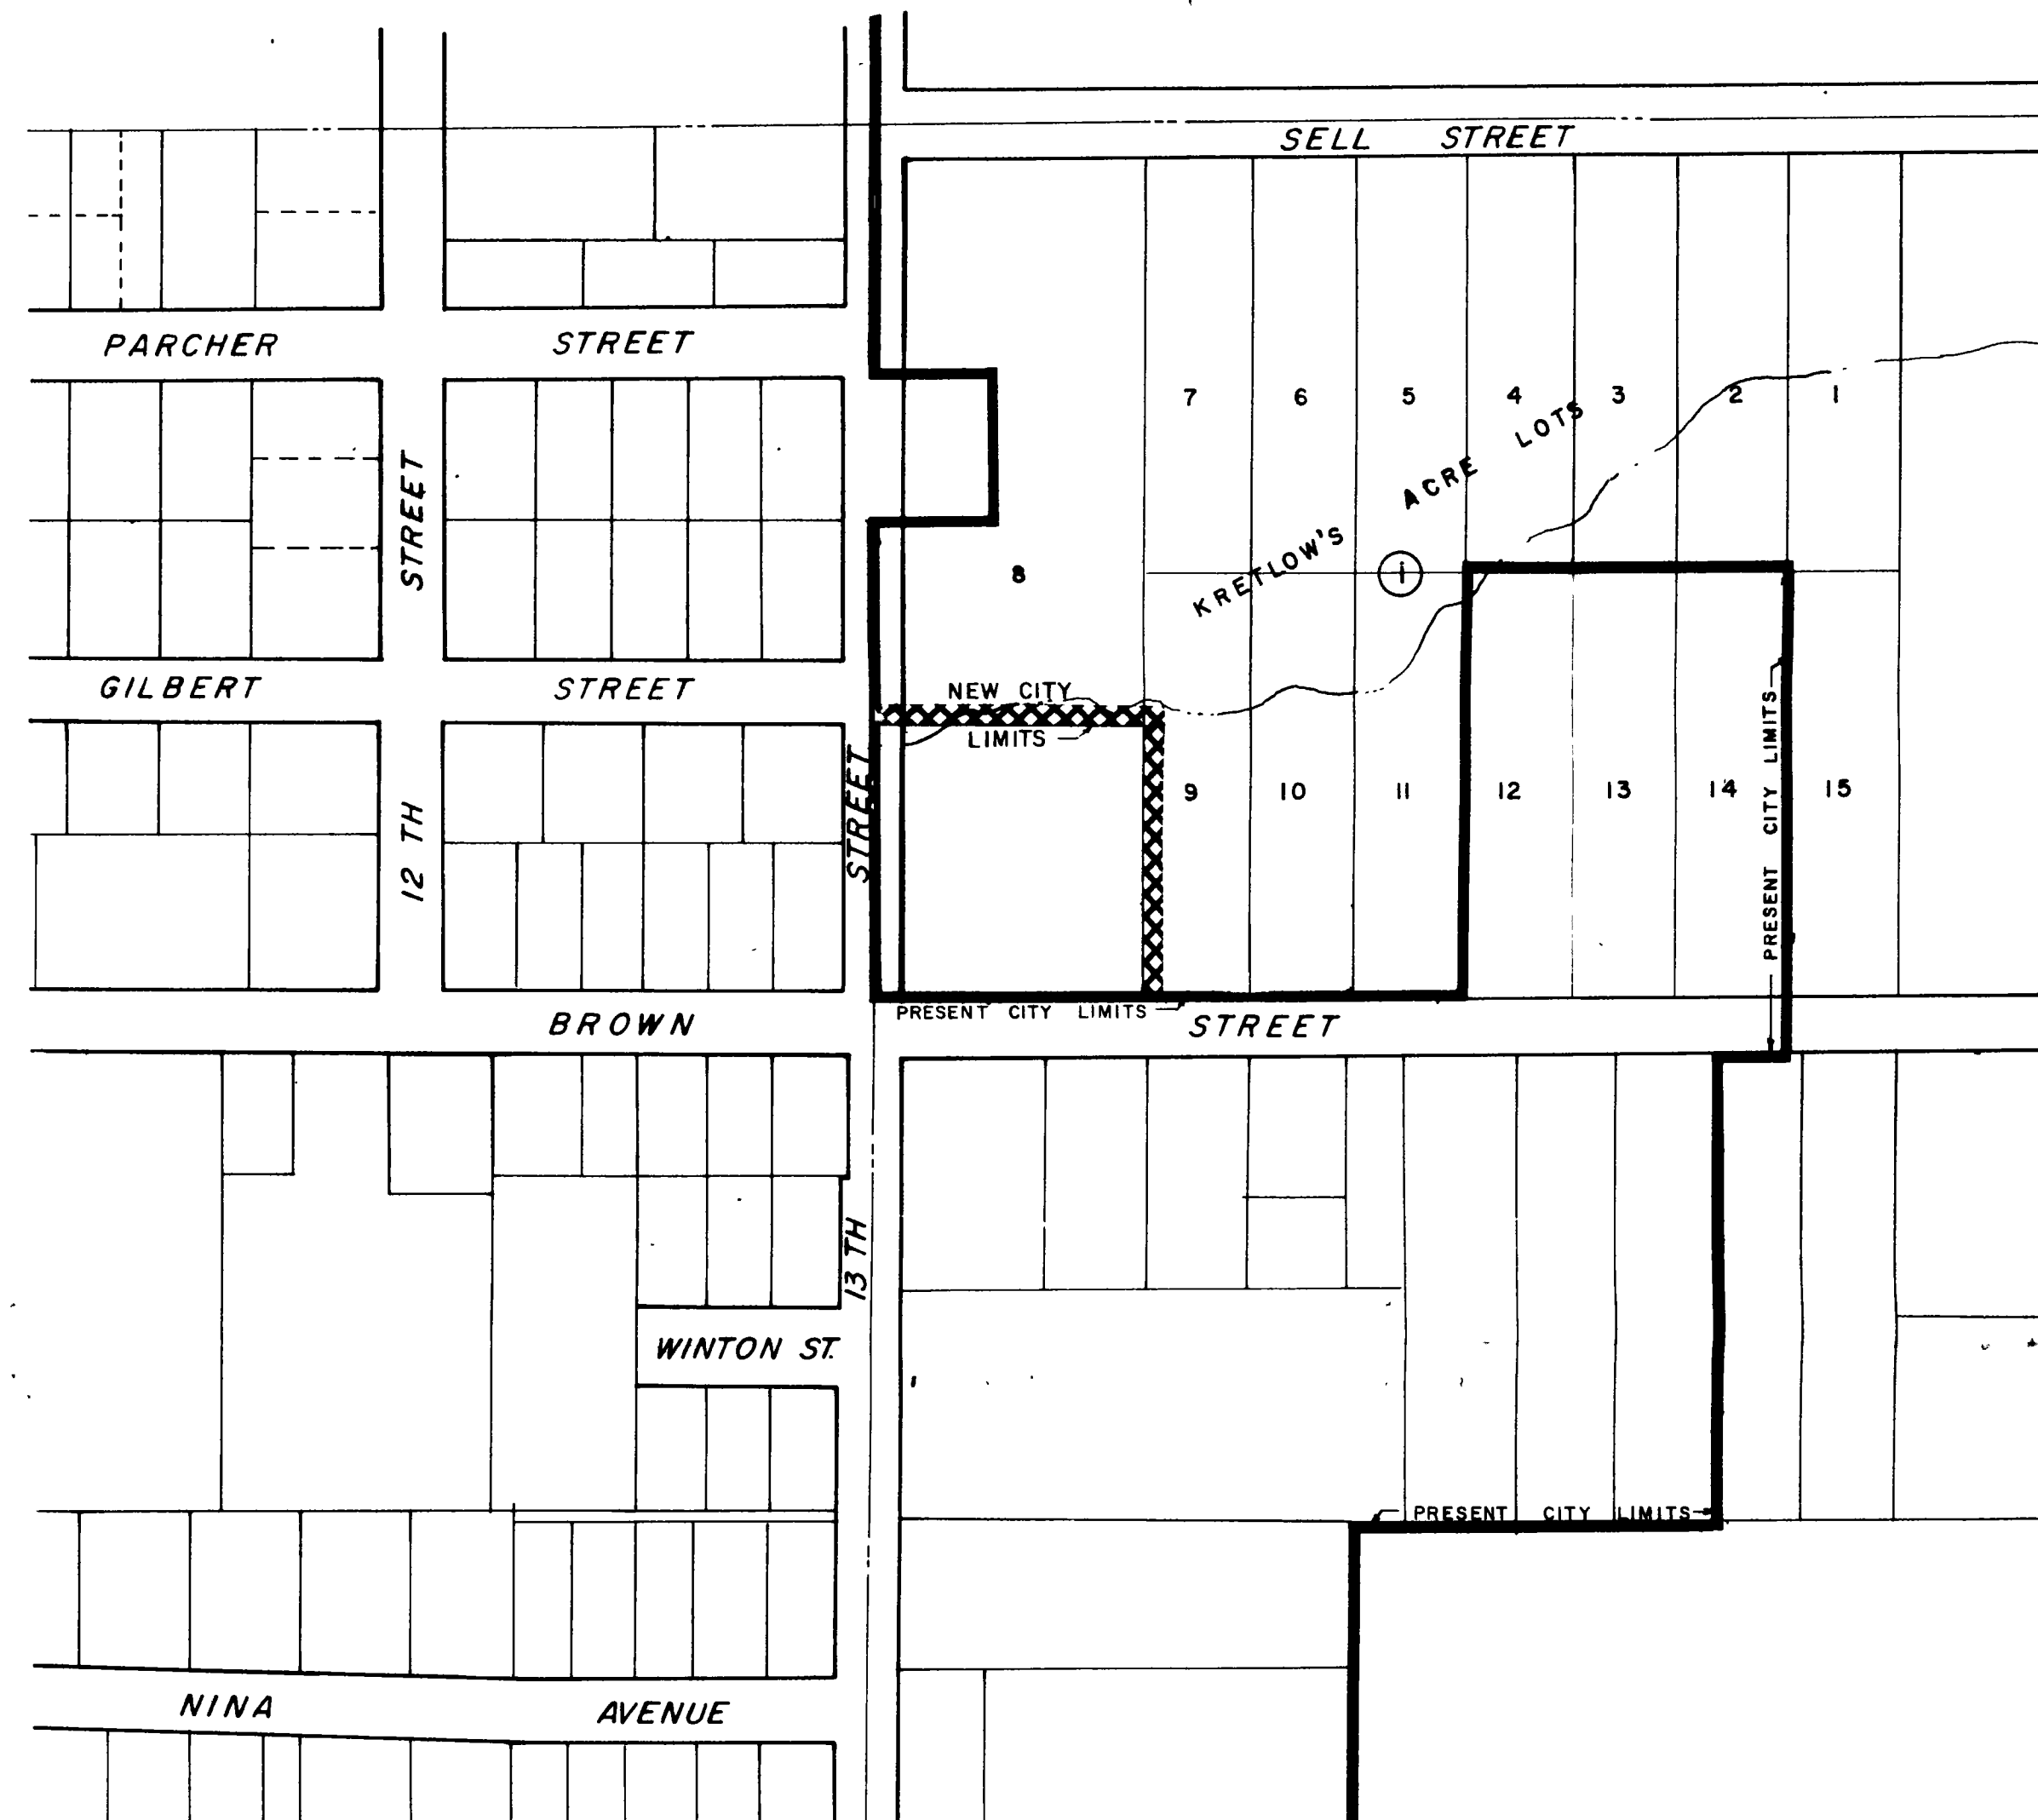 SELL STREET
PARCHER STREET
7 6 5 4 3 2 1
KRETLOW'S ACRE LOTS
1
8
STREET
GILBERT STREET
NEW CITY
LIMITS
9 10 11 12 13 14 15
PRESENT CITY LIMITS
12 TH
STREET
PRESENT CITY LIMITS
BROWN STREET
13 TH
WINTON ST.
PRESENT CITY LIMITS
NINA AVENUE